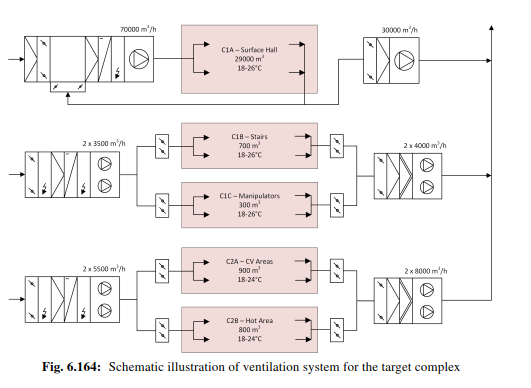 70000 m³/h
30000 m³/h
C1A – Surface Hall
29000 m³
18-26°C
2 x 3500 m³/h
C1B – Stairs
700 m³
18-26°C
2 x 4000 m³/h
C1C – Manipulators
300 m³
18-26°C
2 x 5500 m³/h
C2A – CV Areas
900 m³
18-24°C
2 x 8000 m³/h
C2B – Hot Area
800 m³
18-24°C
Fig. 6.164: Schematic illustration of ventilation system for the target complex